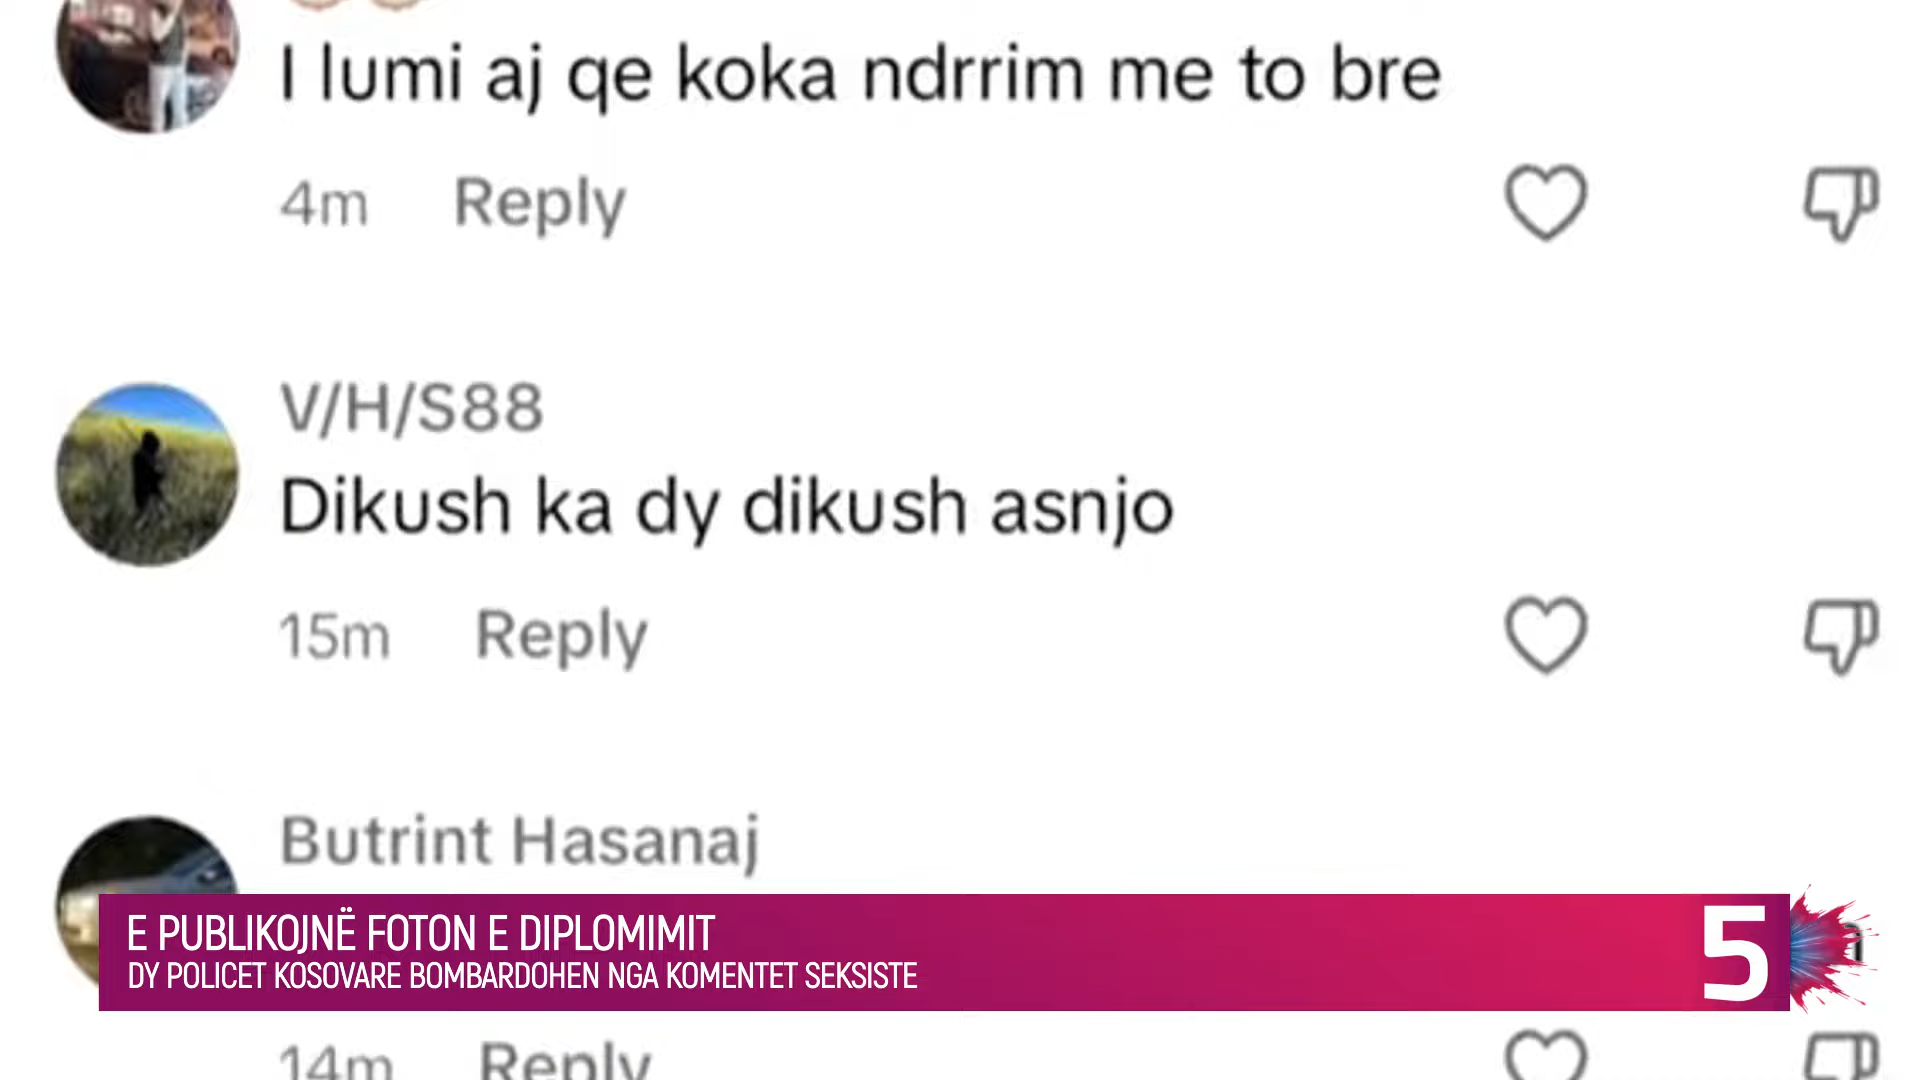 I lumi aj qe koka ndrrim me to bre
4m Reply
V/H/S88
Dikush ka dy dikush asnjo
15m Reply
Butrint Hasanaj
E PUBLIKOJNË FOTON E DIPLOMIMIT
DY POLICET KOSOVARE BOMBARDOHEN NGA KOMENTET SEKSISTE
5
14m Reply